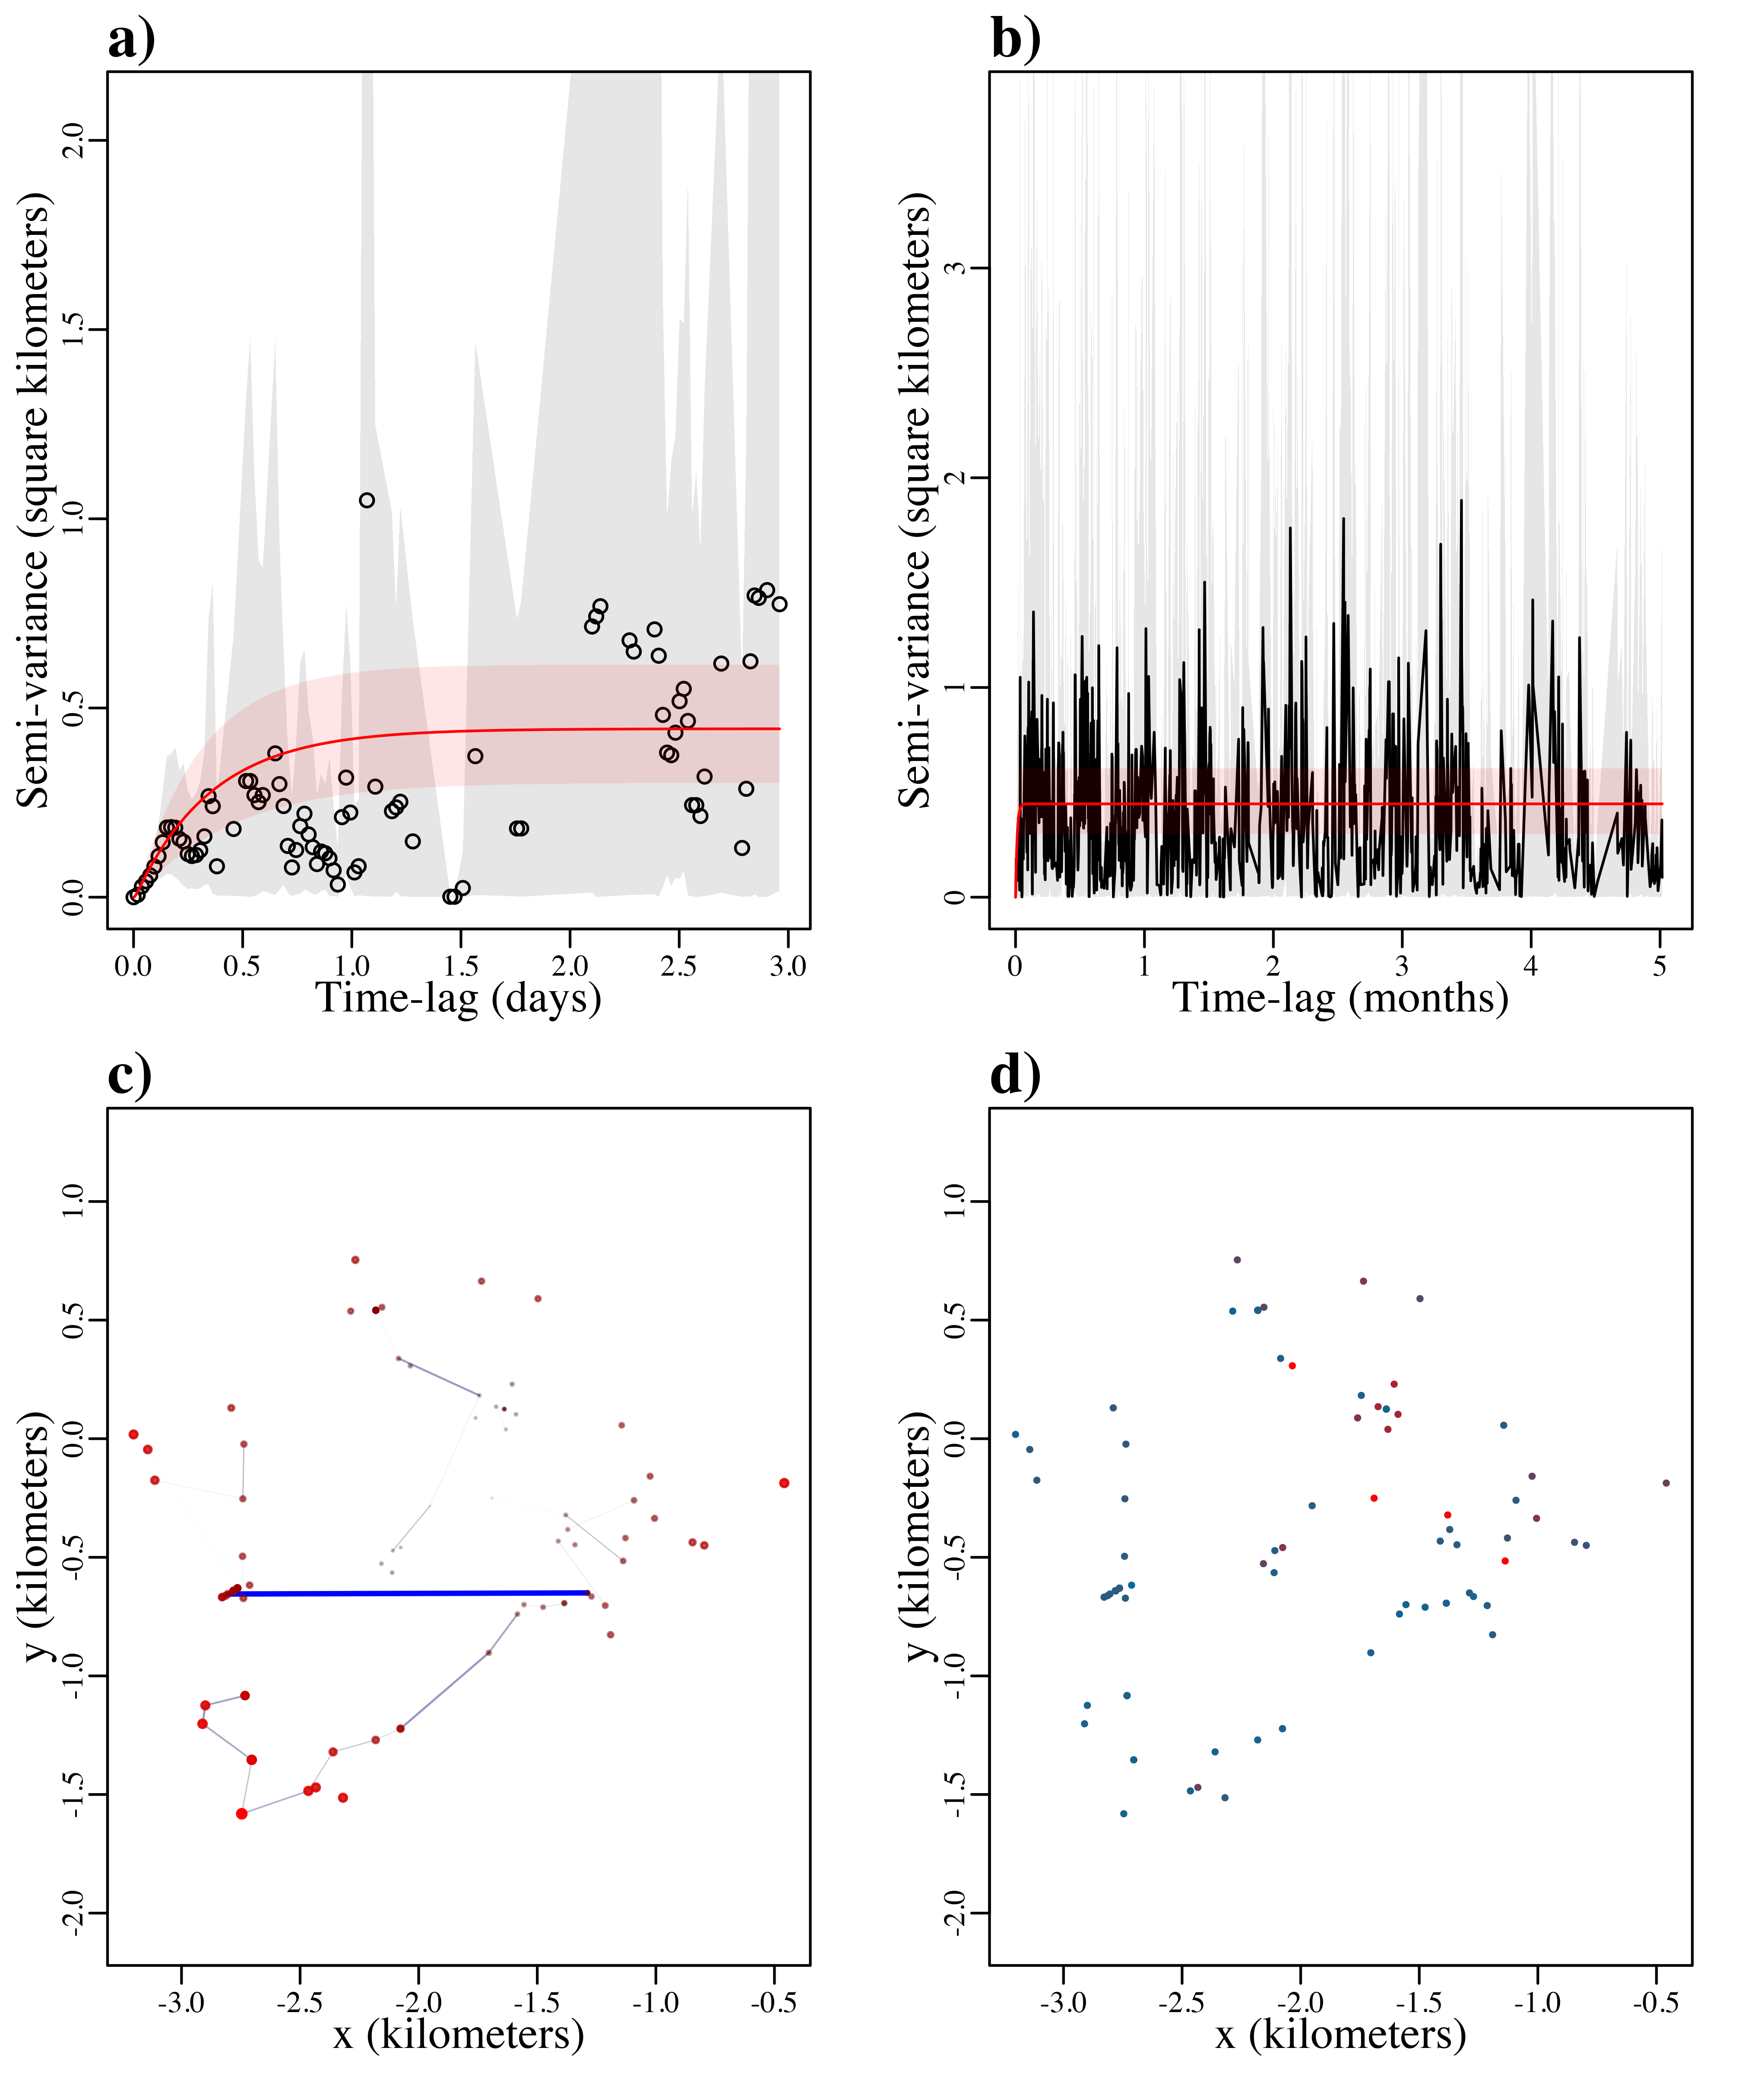 a)
Semi-variance (square kilometers)
2.0
1.5
1.0
0.5
0.0
0.0 0.5 1.0 1.5 2.0 2.5 3.0
Time-lag (days)
b)
Semi-variance (square kilometers)
3
2
1
0
0 1 2 3 4 5
Time-lag (months)
c)
y (kilometers)
1.0
0.5
0.0
-0.5
-1.0
-1.5
-2.0
-3.0 -2.5 -2.0 -1.5 -1.0 -0.5
x (kilometers)
d)
y (kilometers)
1.0
0.5
0.0
-0.5
-1.0
-1.5
-2.0
-3.0 -2.5 -2.0 -1.5 -1.0 -0.5
x (kilometers)